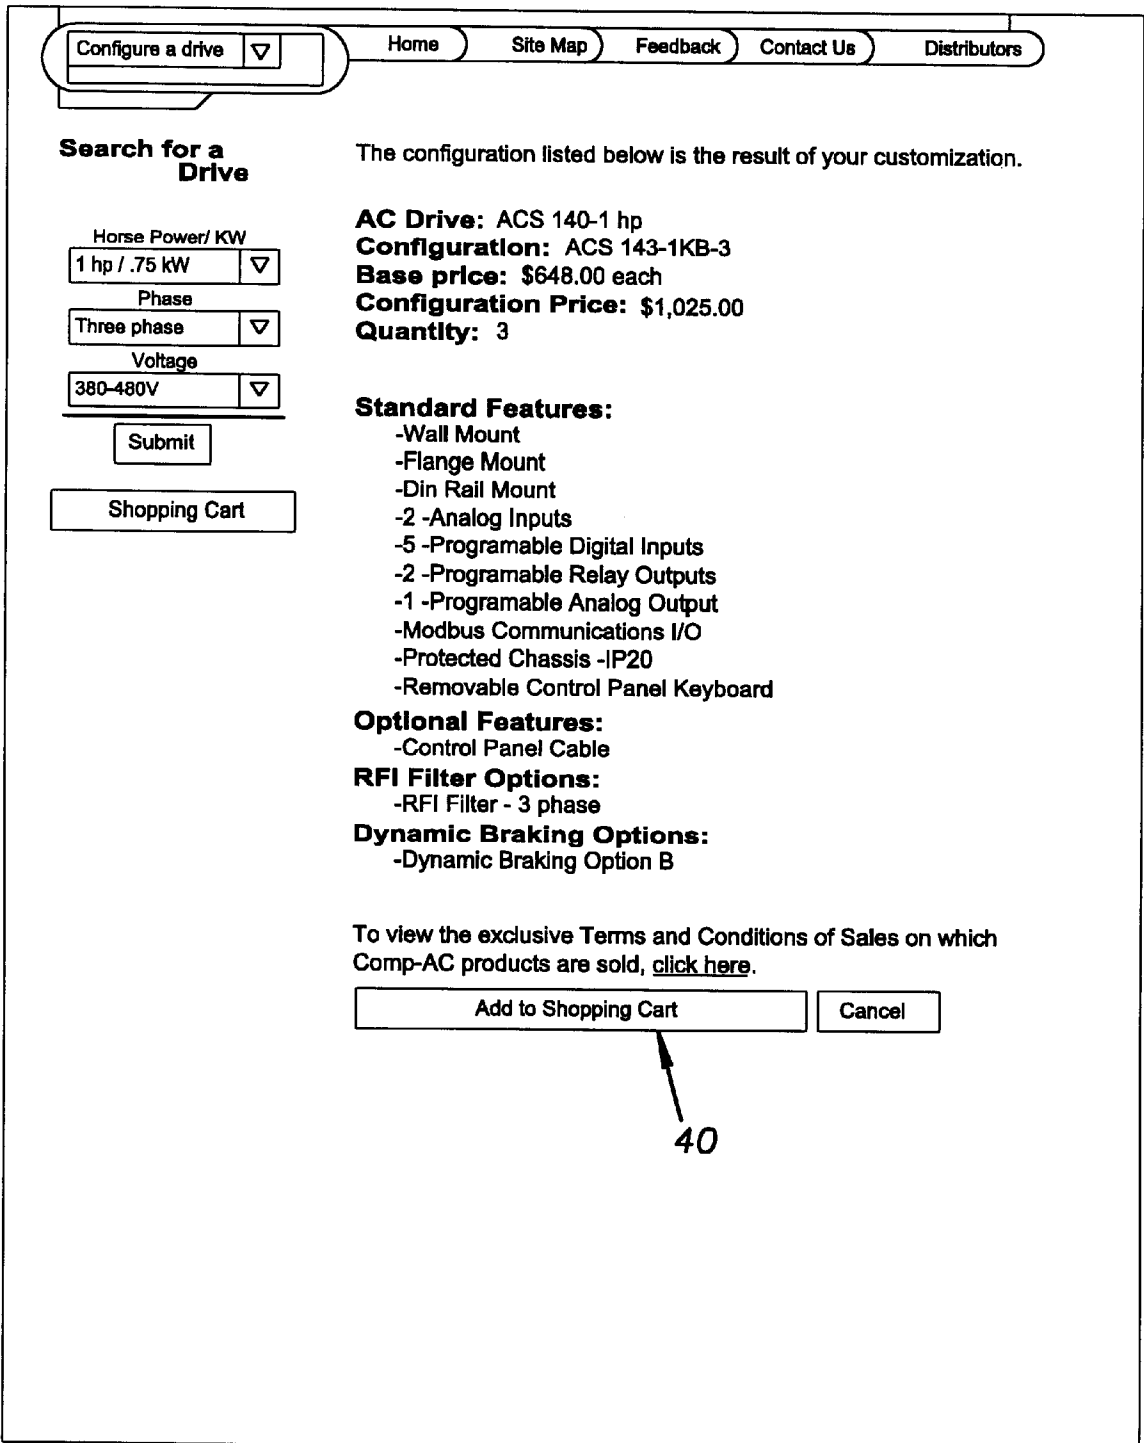 Configure a drive
Home
Site Map
Feedback
Contact Us
Distributors
Search for a
Drive
Horse Power/ KW
1 hp / .75 kW
Phase
Three phase
Voltage
380-480V
Submit
Shopping Cart
The configuration listed below is the result of your customization.
AC Drive: ACS 140-1 hp
Configuration: ACS 143-1KB-3
Base price: $648.00 each
Configuration Price: $1,025.00
Quantity: 3
Standard Features:
-Wall Mount
-Flange Mount
-Din Rail Mount
-2 -Analog Inputs
-5 -Programable Digital Inputs
-2 -Programable Relay Outputs
-1 -Programable Analog Output
-Modbus Communications I/O
-Protected Chassis -IP20
-Removable Control Panel Keyboard
Optional Features:
-Control Panel Cable
RFI Filter Options:
-RFI Filter - 3 phase
Dynamic Braking Options:
-Dynamic Braking Option B
To view the exclusive Terms and Conditions of Sales on which
Comp-AC products are sold, click here.
Add to Shopping Cart
Cancel
40